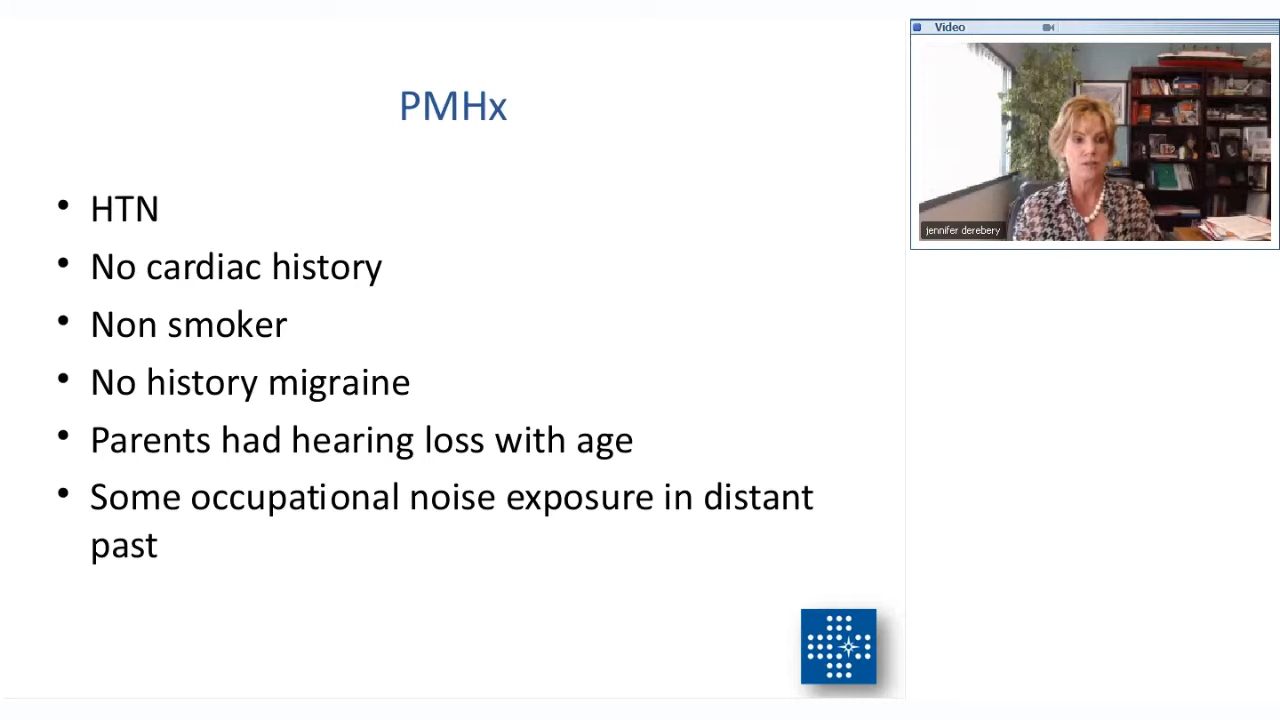 PMHx
• HTN
• No cardiac history
• Non smoker
• No history migraine
• Parents had hearing loss with age
• Some occupational noise exposure in distant
past
Video
jennifer derebery